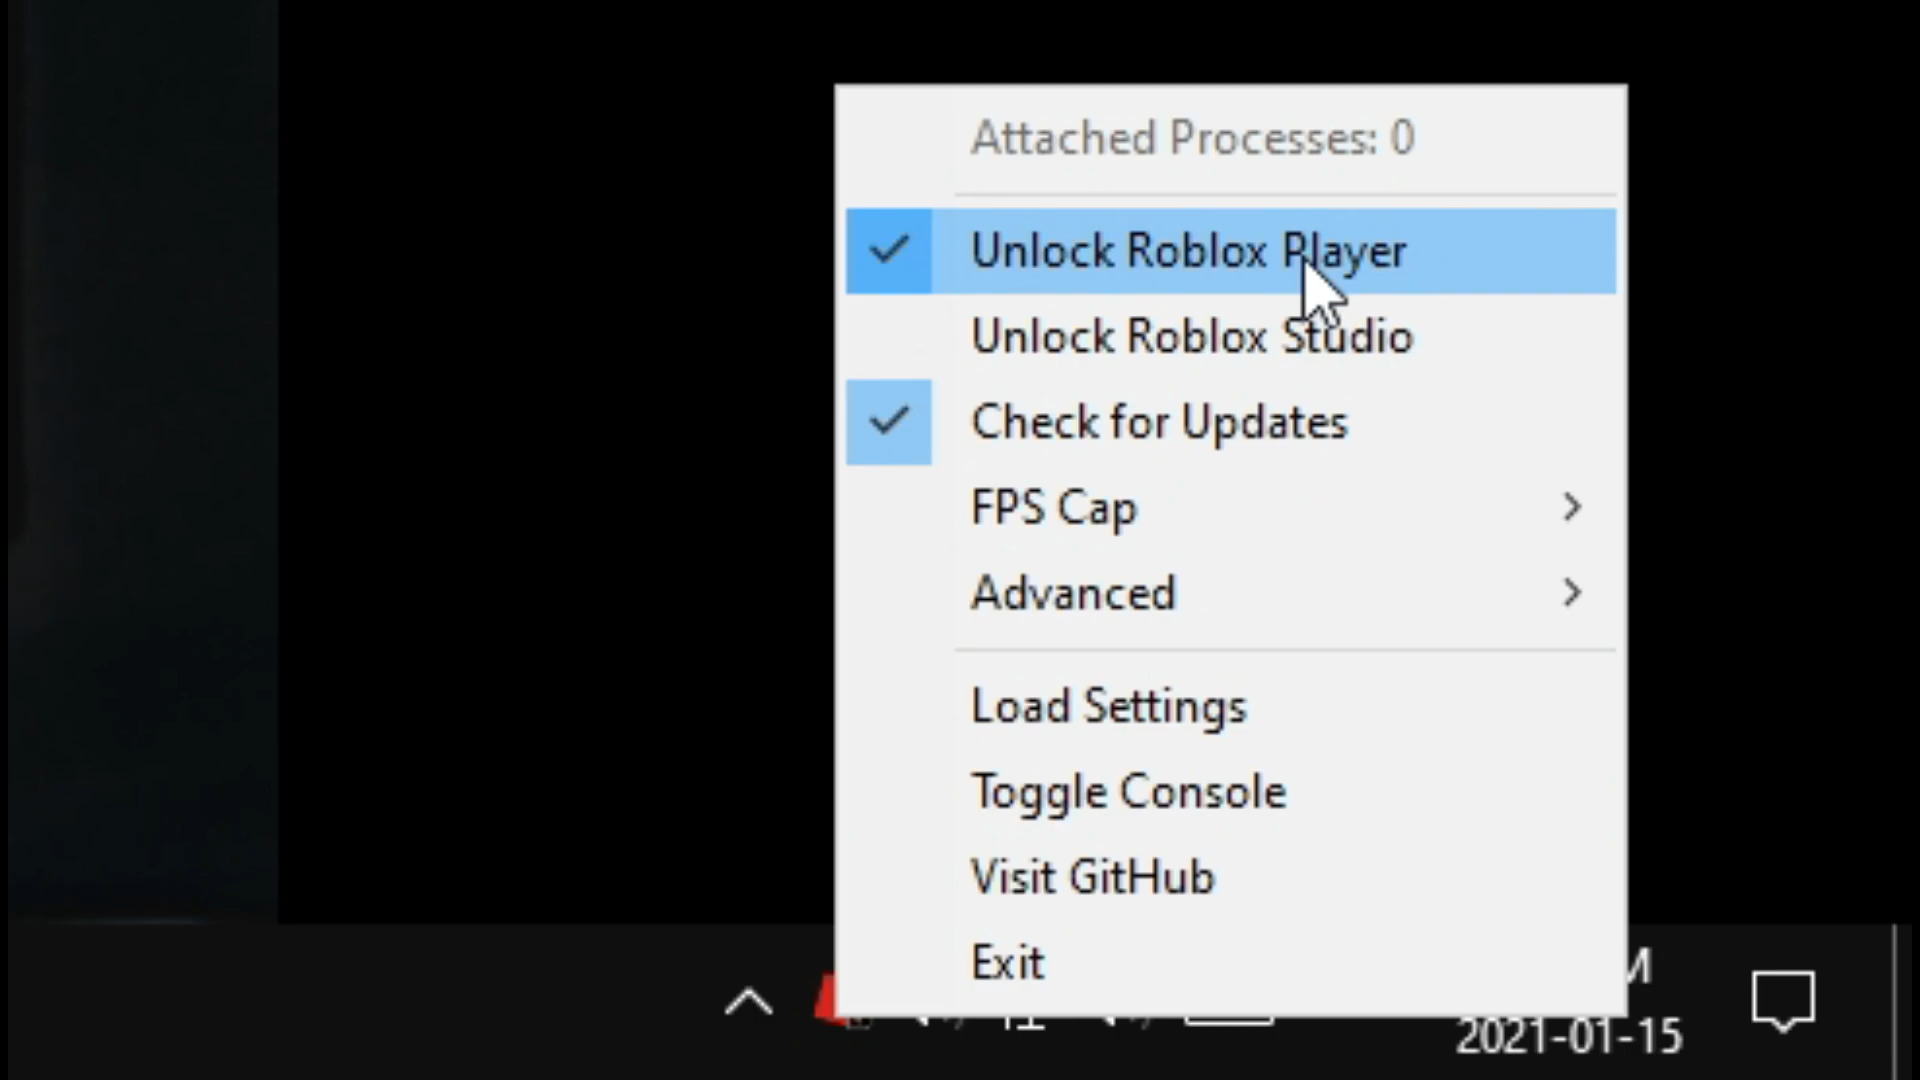 Attached Processes: 0
Unlock Roblox Player
Unlock Roblox Studio
Check for Updates
FPS Cap
Advanced
Load Settings
Toggle Console
Visit GitHub
Exit
M
2021-01-15